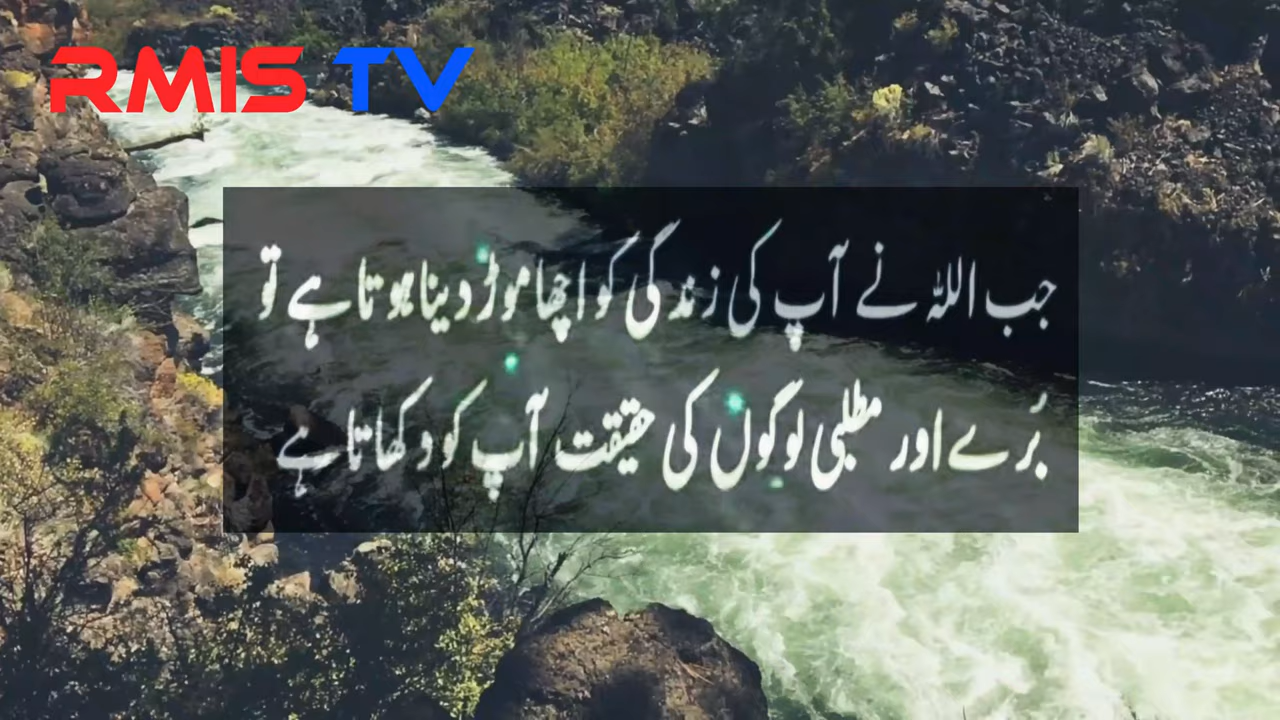 RMIS TV
جب اللہ نے آپ کی زندگی کو اچھا موڑ دینا ہوتا ہے تو
بُرے اور مطلبی لوگوں کی حقیقت آپ کو دکھاتا ہے